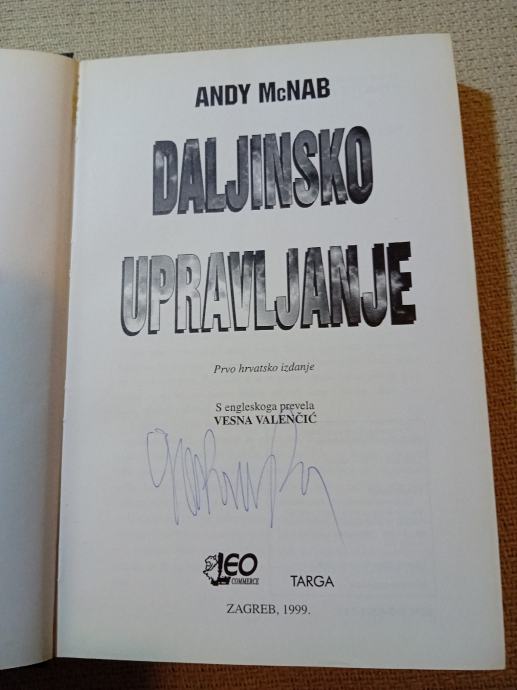 ANDY McNAB
DALJINSKO
UPRAVLJANJE
Prvo hrvatsko izdanje
S engleskoga prevela
VESNA VALENČIĆ
LEO
COMMERCE
TARGA
ZAGREB, 1999.